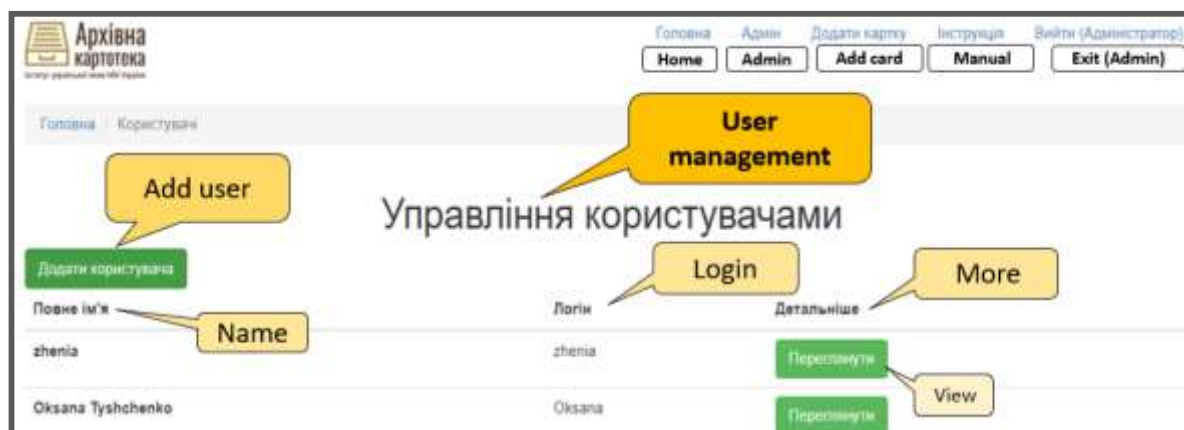 Архівна
картотека
Головна Адмін Додати картку Інструкція Вийти (Адміністратор)
Home Admin Add card Manual Exit (Admin)
Головна / Користувачі
User
management
Add user
Управління користувачами
Додати користувача
Login
More
Повне ім'я
Логін
Детальніше
Name
zhenia
zhenia
Переглянути
View
Oksana Tyshchenko
Oksana
Переглянути